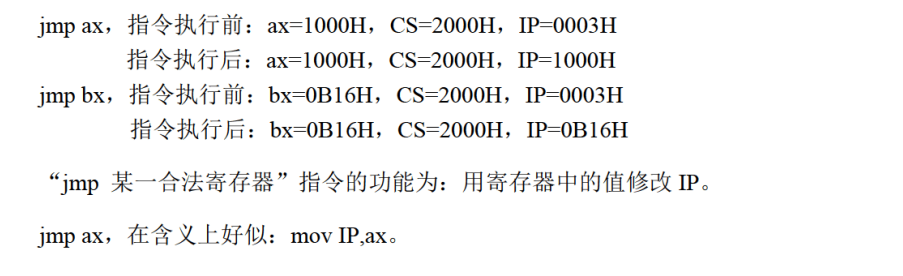 jmp ax，指令执行前：ax=1000H，CS=2000H，IP=0003H
指令执行后：ax=1000H，CS=2000H，IP=1000H
jmp bx，指令执行前：bx=0B16H，CS=2000H，IP=0003H
指令执行后：bx=0B16H，CS=2000H，IP=0B16H
“jmp 某一合法寄存器”指令的功能为：用寄存器中的值修改 IP。
jmp ax，在含义上好似：mov IP,ax。